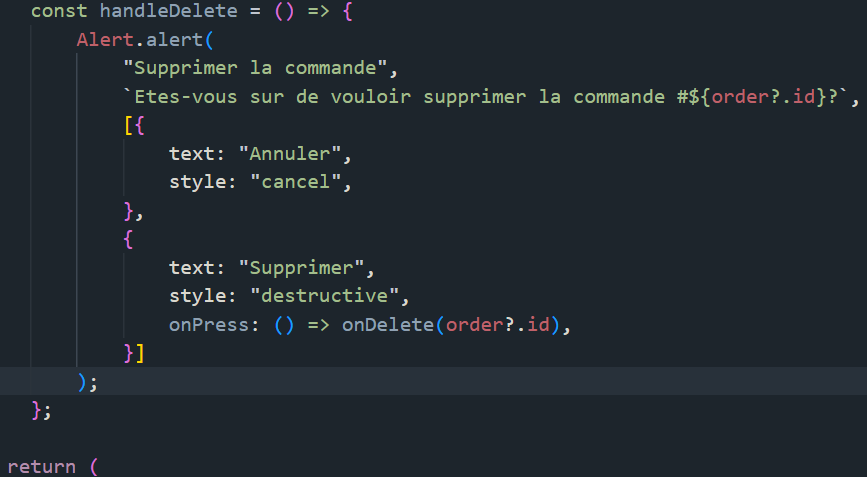 const handleDelete = () => {
Alert.alert(
"Supprimer la commande",
`Etes-vous sur de vouloir supprimer la commande #${order?.id}?`,
[{
text: "Annuler",
style: "cancel",
},
{
text: "Supprimer",
style: "destructive",
onPress: () => onDelete(order?.id),
}]
);
};
return (